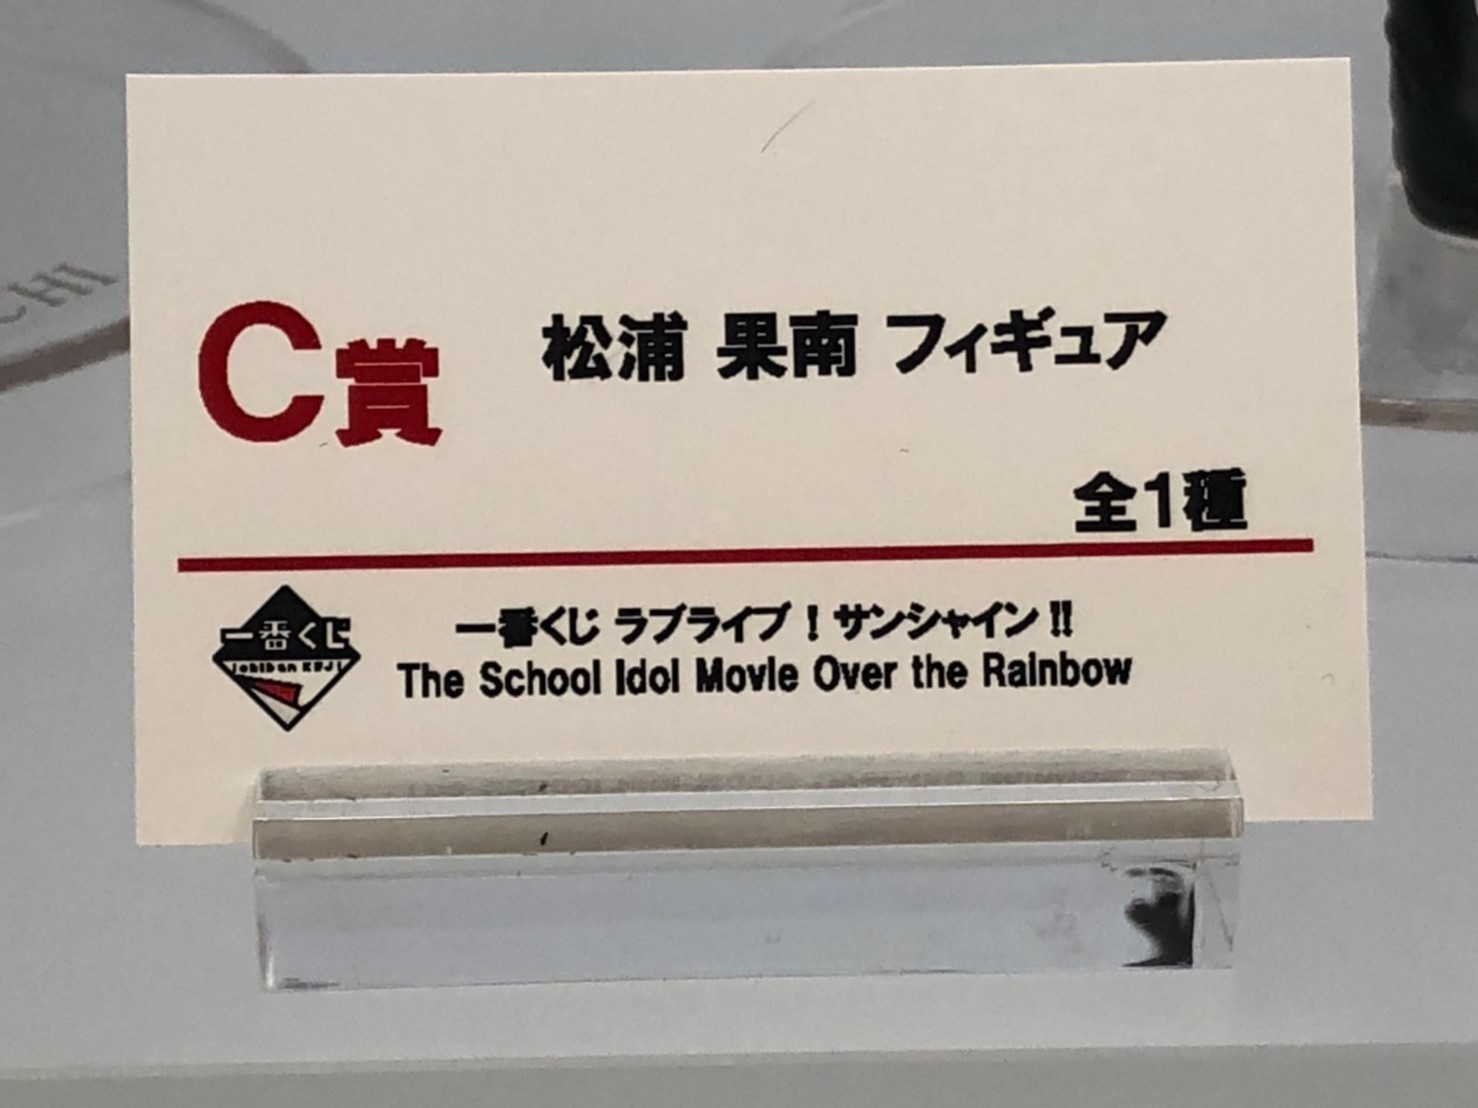 C賞
松浦 果南 フィギュア
全1種
一番くじ
Ichiban KUJI
一番くじ ラブライブ！サンシャイン!!
The School Idol Movie Over the Rainbow
CHI